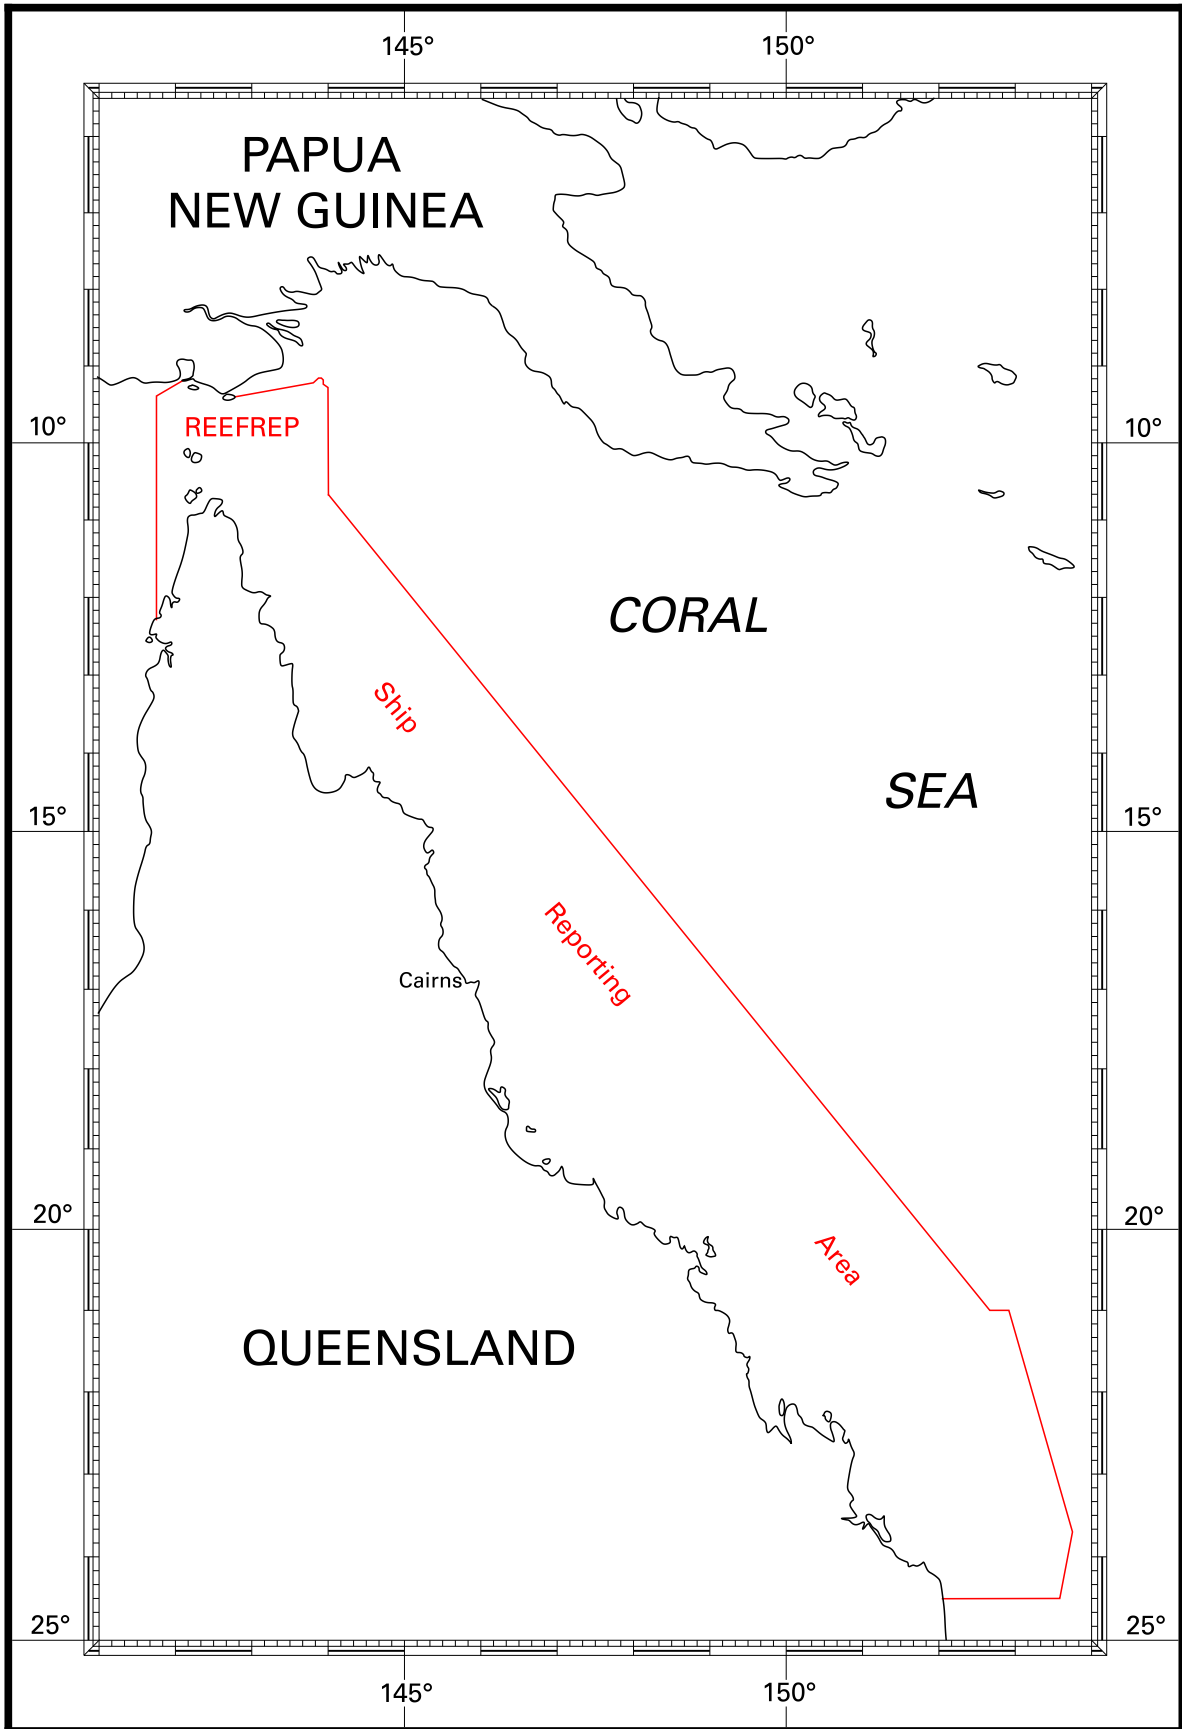 145° 150°
PAPUA
NEW GUINEA
REEFREP
10° 10°
CORAL
Ship
SEA
15° 15°
Reporting
Cairns
20° 20°
Area
QUEENSLAND
25° 25°
145° 150°